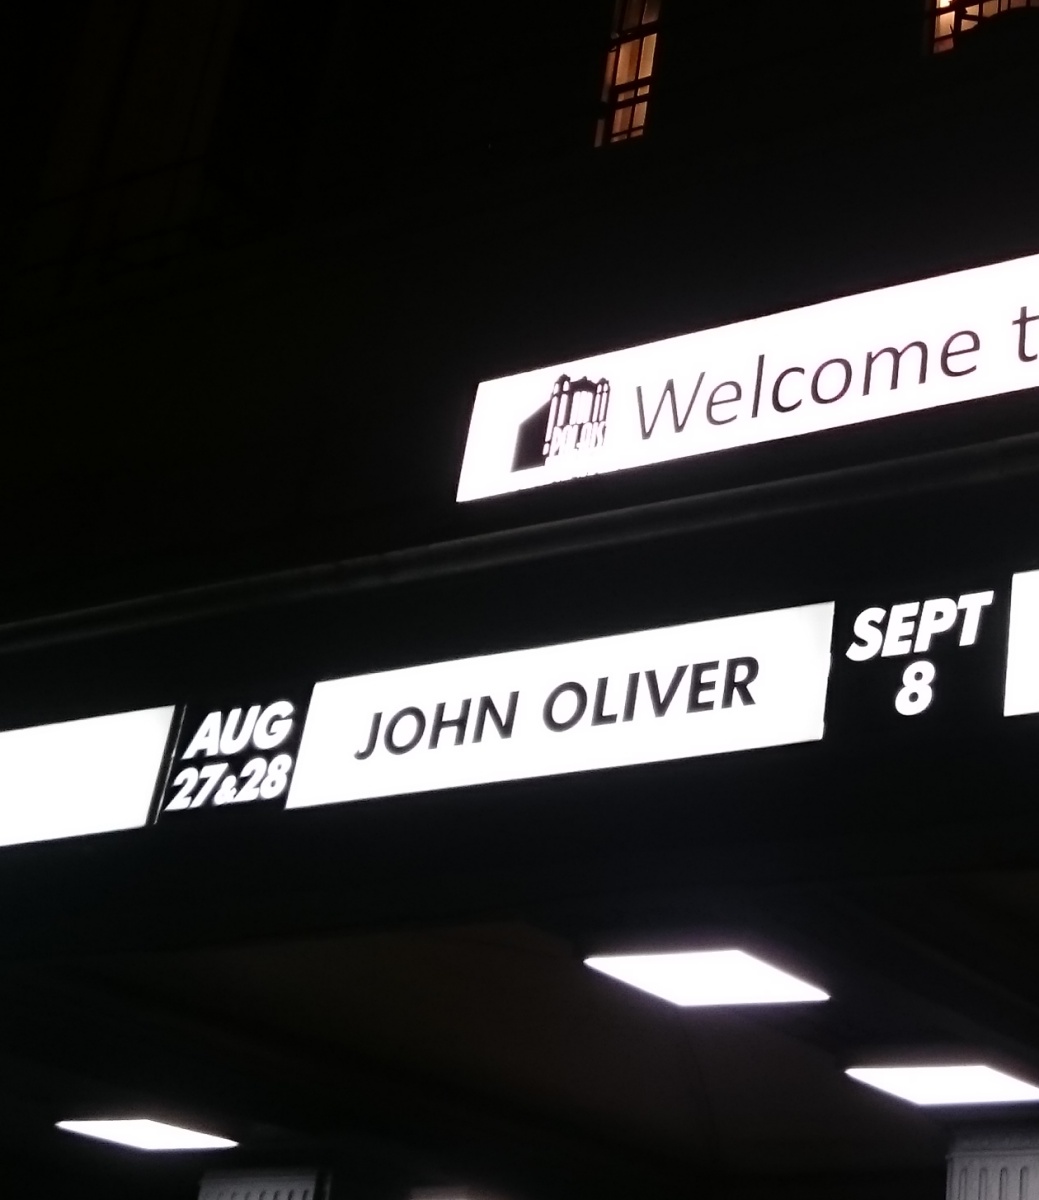 Welcome t
AUG
27&28
JOHN OLIVER
SEPT
8